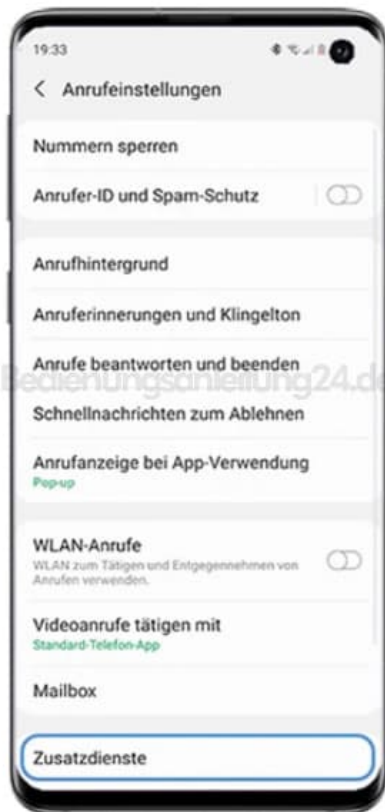 19:33
Anrufeinstellungen
Nummern sperren
Anrufer-ID und Spam-Schutz
Anrufhintergrund
Anruferinnerungen und Klingelton
Anrufe beantworten und beenden
Bedienungsanleitung24.de
Schnellnachrichten zum Ablehnen
Anrufanzeige bei App-Verwendung
Pop-up
WLAN-Anrufe
WLAN zum Tätigen und Entgegennehmen von
Anrufen verwenden.
Videoanrufe tätigen mit
Standard-Telefon-App
Mailbox
Zusatzdienste